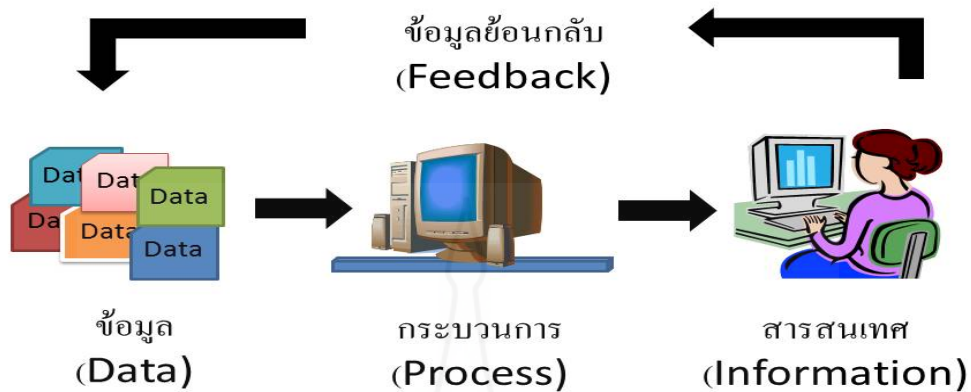 ข้อมูลย้อนกลับ
(Feedback)
Data
Data
Data
Data
Data
Data
ข้อมูล
(Data)
กระบวนการ
(Process)
สารสนเทศ
(Information)